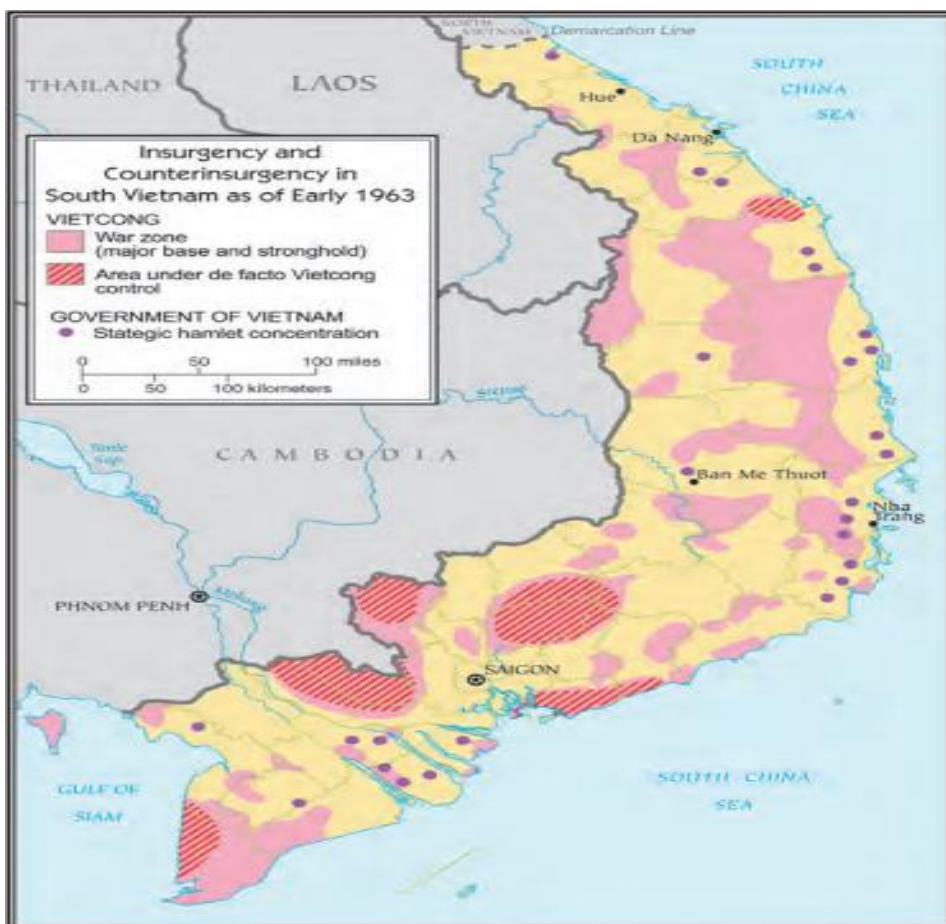 NORTH
VIETNAM
Demarcation Line
THAILAND
LAOS
SOUTH
CHINA
SEA
Hue
Da Nang
Insurgency and
Counterinsurgency in
South Vietnam as of Early 1963
VIETCONG
War zone
(major base and stronghold)
Area under de facto Vietcong
control
GOVERNMENT OF VIETNAM
Stategic hamlet concentration
0 50 100 miles
0 50 100 kilometers
CAMBODIA
Tonle
Sap
Ban Me Thuot
Nha
Trang
PHNOM PENH
Mekong
SAIGON
GULF OF
SIAM
SOUTH CHINA
SEA